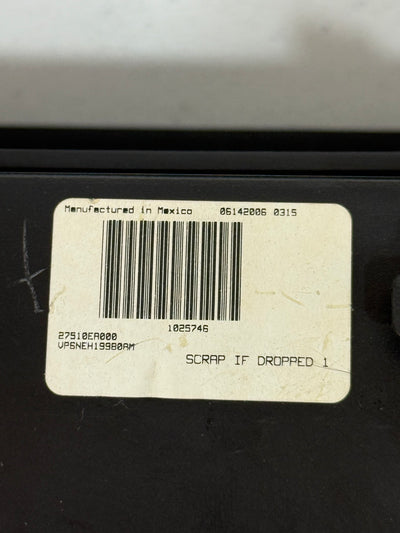 Manufactured in Mexico 06142006 0315
1025746
27510EA000
VP6NEH19980AM
SCRAP IF DROPPED 1